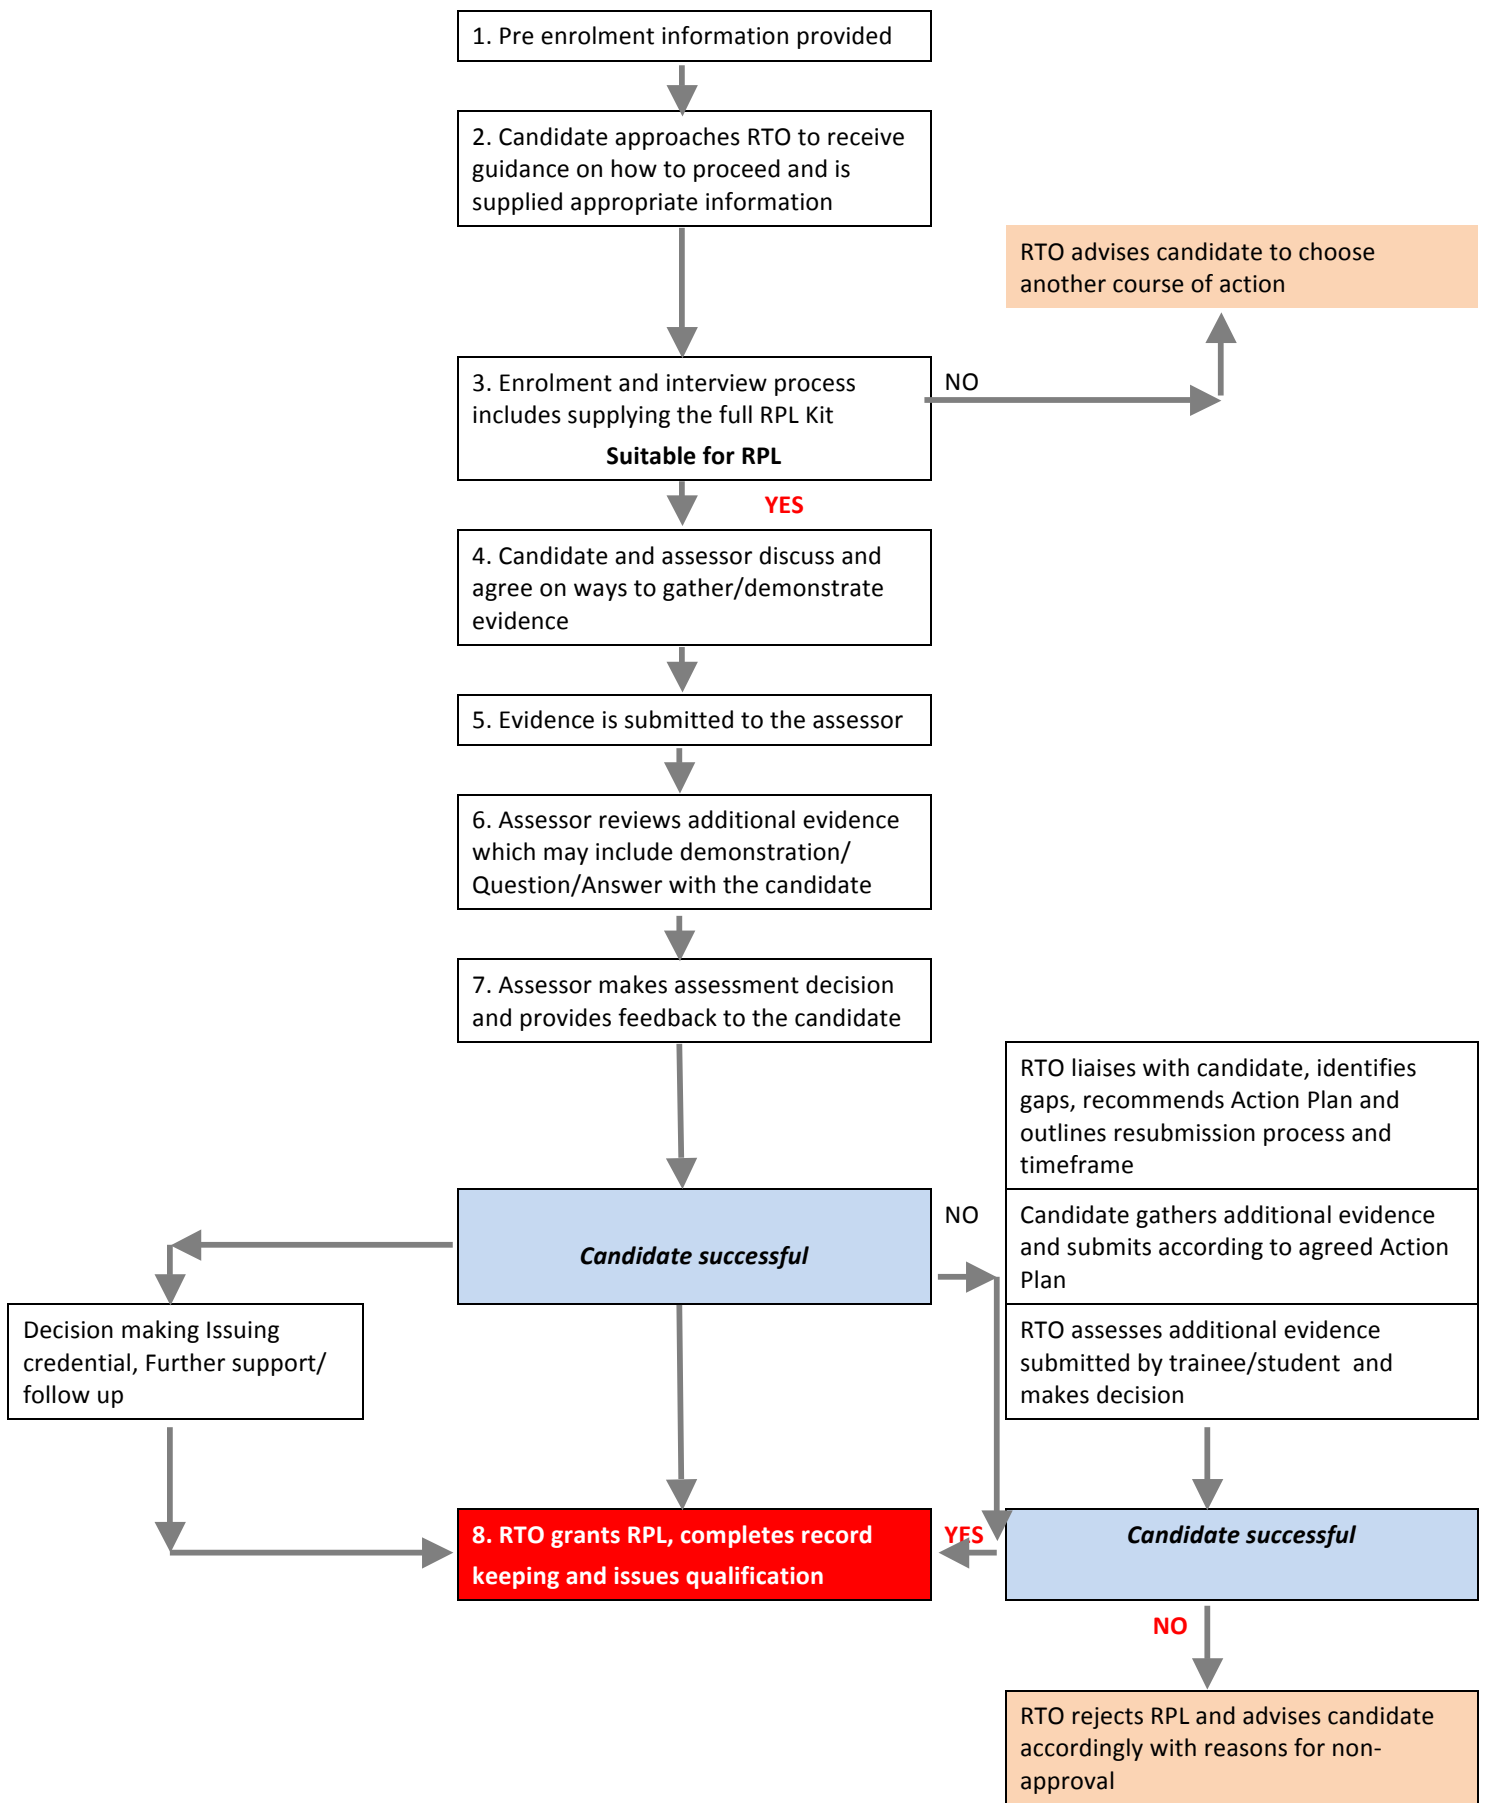 1. Pre enrolment information provided
2. Candidate approaches RTO to receive
guidance on how to proceed and is
supplied appropriate information
RTO advises candidate to choose
another course of action
3. Enrolment and interview process
includes supplying the full RPL Kit
Suitable for RPL
NO
YES
4. Candidate and assessor discuss and
agree on ways to gather/demonstrate
evidence
5. Evidence is submitted to the assessor
6. Assessor reviews additional evidence
which may include demonstration/
Question/Answer with the candidate
7. Assessor makes assessment decision
and provides feedback to the candidate
RTO liaises with candidate, identifies
gaps, recommends Action Plan and
outlines resubmission process and
timeframe
Candidate successful
NO
Candidate gathers additional evidence
and submits according to agreed Action
Plan
Decision making Issuing
credential, Further support/
follow up
RTO assesses additional evidence
submitted by trainee/student and
makes decision
8. RTO grants RPL, completes record
keeping and issues qualification
YES
Candidate successful
NO
RTO rejects RPL and advises candidate
accordingly with reasons for non-
approval